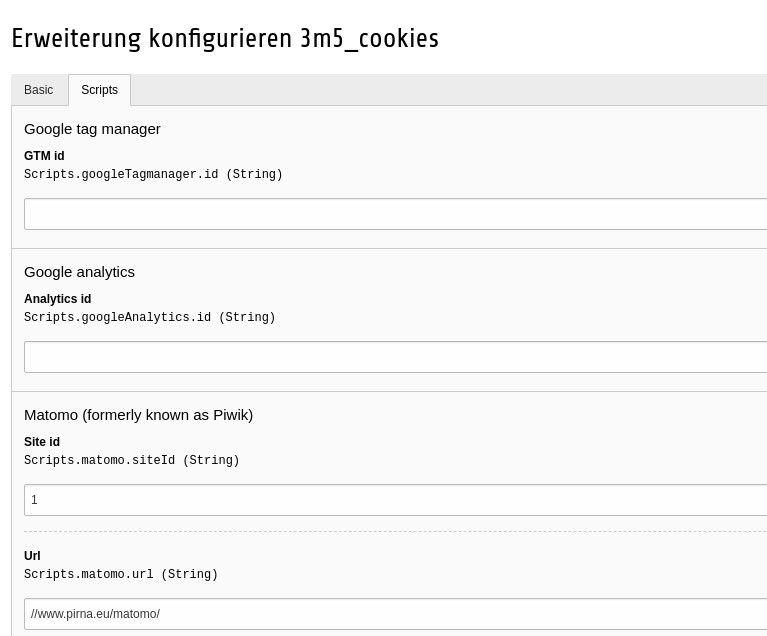 Erweiterung konfigurieren 3m5_cookies
Basic Scripts
Google tag manager
GTM id
Scripts.googleTagmanager.id (String)
Google analytics
Analytics id
Scripts.googleAnalytics.id (String)
Matomo (formerly known as Piwik)
Site id
Scripts.matomo.siteId (String)
1
Url
Scripts.matomo.url (String)
//www.pirna.eu/matomo/